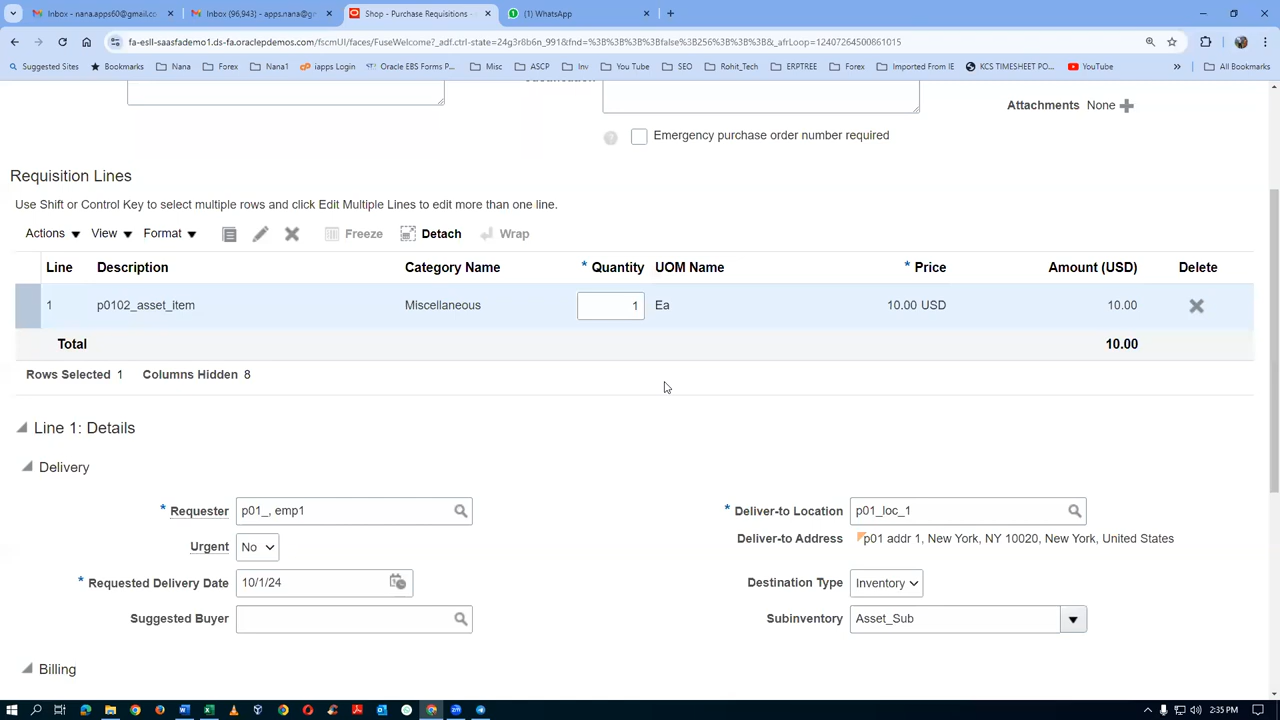 Inbox - nana.apps60@gmail.co
Inbox (96,943) - apps.nana@gr
Shop - Purchase Requisitions -
(1) WhatsApp
fa-esll-saasfademo1.ds-fa.oraclepdemos.com/fscmUI/faces/FuseWelcome?_adf.ctrl-state=24g3r8b6n_991&fnd=%3B%3B%3B%3Bfalse%3B256%3B%3B%3B&_afrLoop=12407264500861015
Suggested Sites
Bookmarks
Nana
Forex
Nana1
iapps Login
Oracle EBS Forms P...
Misc
ASCP
Inv
You Tube
SEO
Rohit_Tech
ERPTREE
Forex
Imported From IE
KCS TIMESHEET PO...
YouTube
»
All Bookmarks
Attachments None
Emergency purchase order number required
Requisition Lines
Use Shift or Control Key to select multiple rows and click Edit Multiple Lines to edit more than one line.
Actions View Format Freeze Detach Wrap
Line Description Category Name * Quantity UOM Name * Price Amount (USD) Delete
1 p0102_asset_item Miscellaneous 1 Ea 10.00 USD 10.00
Total 10.00
Rows Selected 1 Columns Hidden 8
Line 1: Details
Delivery
* Requester p01_, emp1
* Deliver-to Location p01_loc_1
Deliver-to Address p01 addr 1, New York, NY 10020, New York, United States
Urgent No
* Requested Delivery Date 10/1/24
Destination Type Inventory
Suggested Buyer
Subinventory Asset_Sub
Billing
2:35 PM